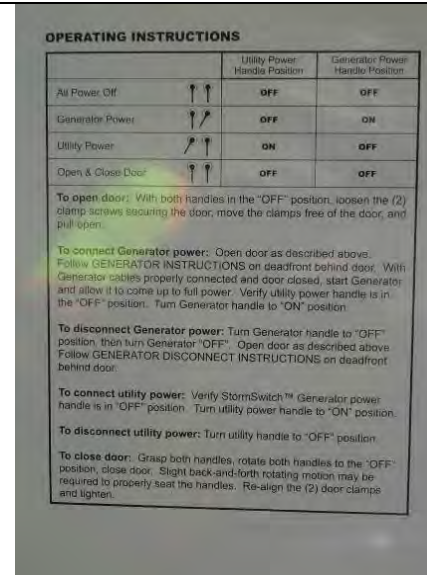 OPERATING INSTRUCTIONS
Utility Power Generator Power
Handle Position Handle Position
All Power Off OFF OFF
Generator Power OFF ON
Utility Power ON OFF
Open & Close Door OFF OFF
To open door: With both handles in the "OFF" position, loosen the (2)
clamp screws securing the door, move the clamps free of the door, and
pull open.
To connect Generator power: Open door as described above.
Follow GENERATOR INSTRUCTIONS on deadfront behind door. With
Generator cables properly connected and door closed, start Generator
and allow it to come up to full power. Verify utility power handle is in
the "OFF" position. Turn Generator handle to "ON" position.
To disconnect Generator power: Turn Generator handle to "OFF"
position, then turn Generator "OFF". Open door as described above.
Follow GENERATOR DISCONNECT INSTRUCTIONS on deadfront
behind door.
To connect utility power: Verify StormSwitch™ Generator power
handle is in "OFF" position. Turn utility power handle to "ON" position.
To disconnect utility power: Turn utility handle to "OFF" position.
To close door: Grasp both handles, rotate both handles to the "OFF"
position, close door. Slight back-and-forth rotating motion may be
required to properly seat the handles. Re-align the (2) door clamps
and tighten.